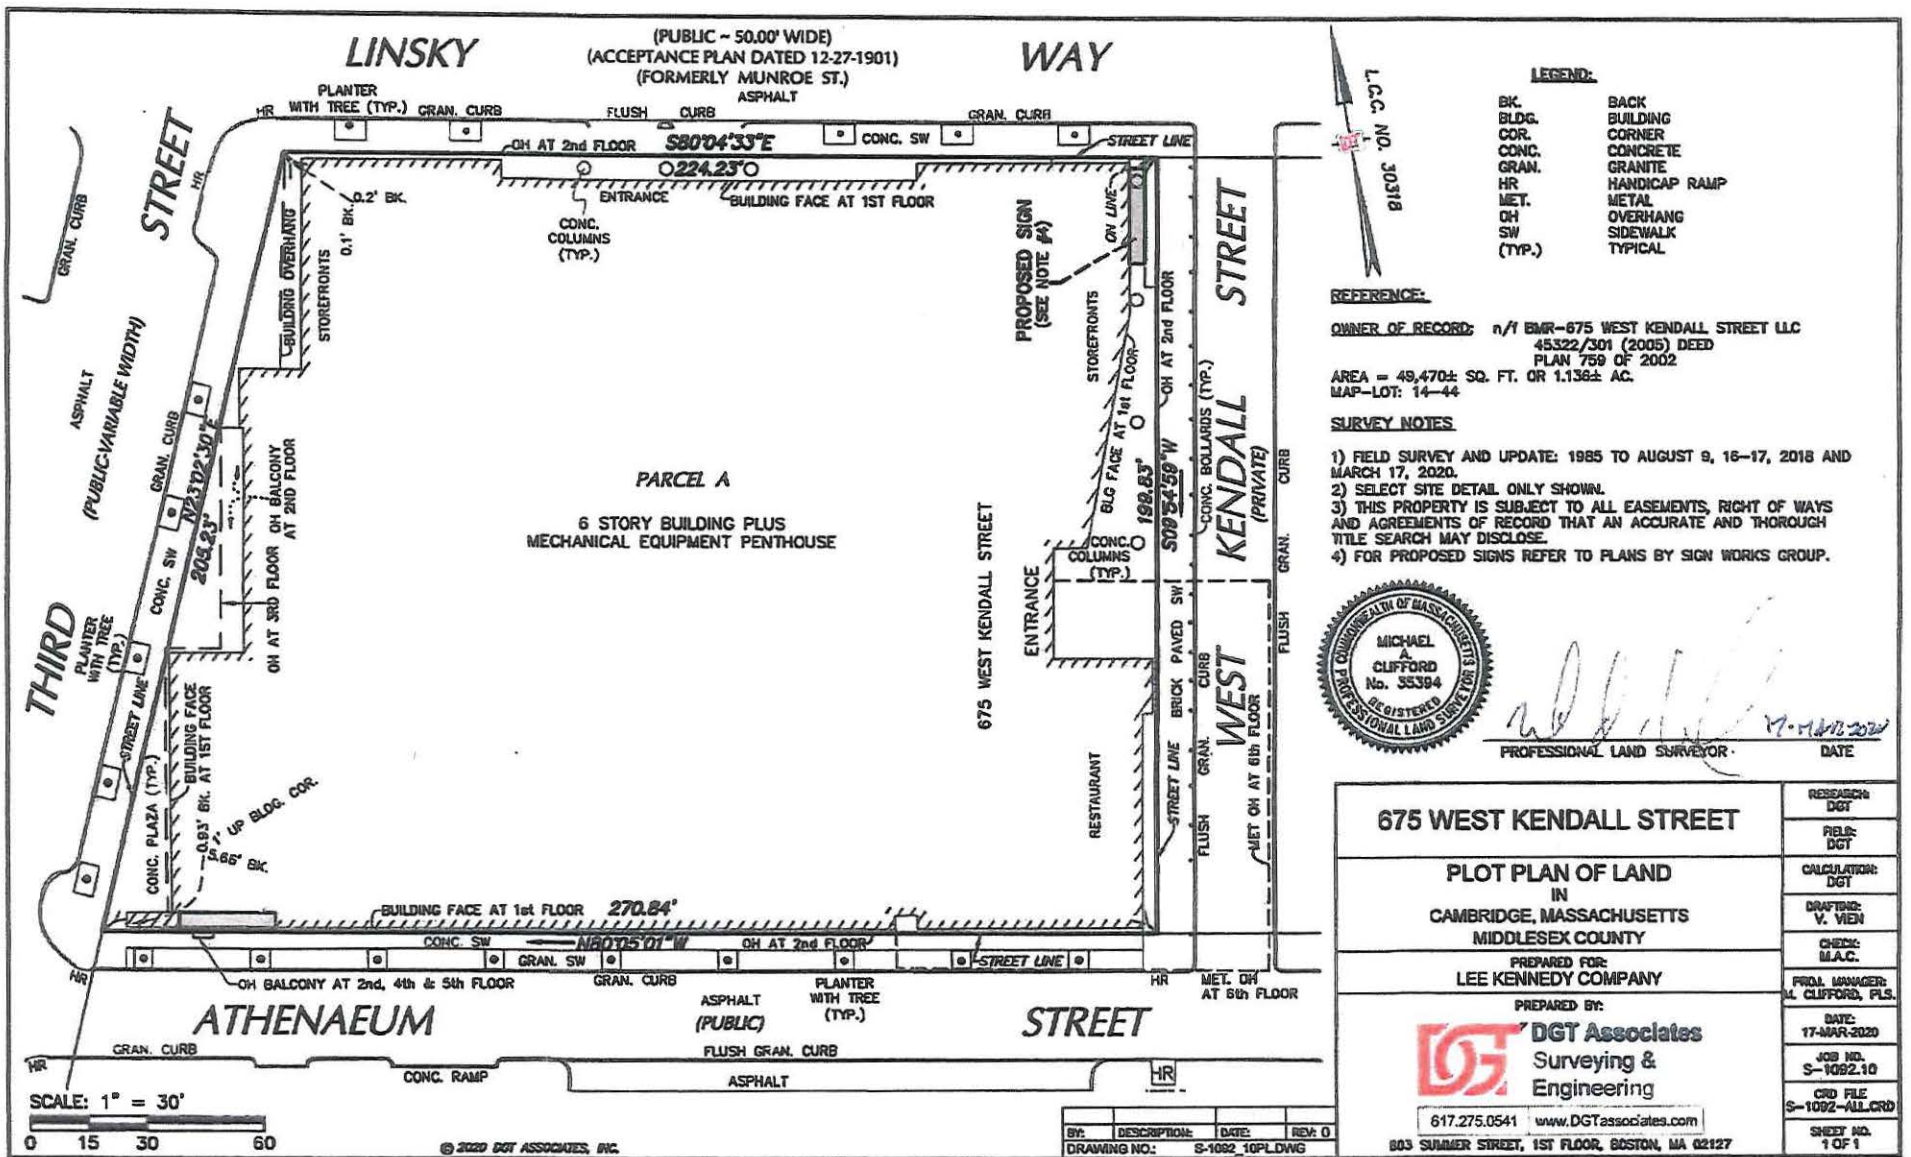 LINSKY
(PUBLIC ~ 50.00' WIDE)
(ACCEPTANCE PLAN DATED 12-27-1901)
(FORMERLY MUNROE ST.)
ASPHALT
WAY
HR
PLANTER
WITH TREE (TYP.)
GRAN. CURB
FLUSH CURB
GRAN. CURB
OH AT 2nd FLOOR
S80°04'33"E
CONC. SW
STREET LINE
224.23'
ENTRANCE
BUILDING FACE AT 1ST FLOOR
CONC.
COLUMNS
(TYP.)
0.2' BK.
0.1' BK.
BUILDING OVERHANG
STOREFRONTS
HR
GRAN. CURB
THIRD STREET
ASPHALT
(PUBLIC-VARIABLE WIDTH)
GRAN. CURB
N23°02'30"E
205.23'
CONC. SW
OH BALCONY
AT 2ND FLOOR
OH AT 3RD FLOOR
PLANTER
WITH TREE
(TYP.)
STREET LINE
CONC. PLAZA (TYP.)
BUILDING FACE
0.93' BK. AT 1ST FLOOR
1' UP BLDG. COR.
5.66' BK.
PARCEL A
6 STORY BUILDING PLUS
MECHANICAL EQUIPMENT PENTHOUSE
675 WEST KENDALL STREET
PROPOSED SIGN
(SEE NOTE #4)
ON LINE
STOREFRONTS
BLG FACE AT 1st FLOOR
OH AT 2nd FLOOR
199.83'
S09°54'59"W
CONC. BOLLARDS (TYP.)
CONC.
COLUMNS
(TYP.)
ENTRANCE
RESTAURANT
STREET LINE
BRICK PAVED SW
FLUSH GRAN. CURB
WEST KENDALL STREET
(PRIVATE)
MET OH AT 6th FLOOR
FLUSH GRAN. CURB
BUILDING FACE AT 1st FLOOR
270.84'
CONC. SW
N80°05'01"W
OH AT 2nd FLOOR
GRAN. SW
STREET LINE
HR
OH BALCONY AT 2nd, 4th & 5th FLOOR
GRAN. CURB
PLANTER
WITH TREE
(TYP.)
HR
MET. OH
AT 6th FLOOR
ATHENAEUM
ASPHALT
(PUBLIC)
STREET
GRAN. CURB
FLUSH GRAN. CURB
HR
CONC. RAMP
ASPHALT
HR
SCALE: 1" = 30'
0 15 30 60
© 2020 DGT ASSOCIATES, INC.
BY: DESCRIPTION: DATE: REV: 0
DRAWING NO.: S-1092_10PL.DWG
L.C.C. NO. 30318
LEGEND:
BK. BACK
BLDG. BUILDING
COR. CORNER
CONC. CONCRETE
GRAN. GRANITE
HR HANDICAP RAMP
MET. METAL
OH OVERHANG
SW SIDEWALK
(TYP.) TYPICAL
REFERENCE:
OWNER OF RECORD: n/f BMR-675 WEST KENDALL STREET LLC
45322/301 (2005) DEED
PLAN 759 OF 2002
AREA = 49,470± SQ. FT. OR 1.136± AC.
MAP-LOT: 14-44
SURVEY NOTES
1) FIELD SURVEY AND UPDATE: 1985 TO AUGUST 9, 16-17, 2018 AND
MARCH 17, 2020.
2) SELECT SITE DETAIL ONLY SHOWN.
3) THIS PROPERTY IS SUBJECT TO ALL EASEMENTS, RIGHT OF WAYS
AND AGREEMENTS OF RECORD THAT AN ACCURATE AND THOROUGH
TITLE SEARCH MAY DISCLOSE.
4) FOR PROPOSED SIGNS REFER TO PLANS BY SIGN WORKS GROUP.
COMMONWEALTH OF MASSACHUSETTS
MICHAEL
A.
CLIFFORD
No. 35394
REGISTERED
PROFESSIONAL LAND SURVEYOR
17-MAR-2020
PROFESSIONAL LAND SURVEYOR
DATE
675 WEST KENDALL STREET
PLOT PLAN OF LAND
IN
CAMBRIDGE, MASSACHUSETTS
MIDDLESEX COUNTY
PREPARED FOR:
LEE KENNEDY COMPANY
PREPARED BY:
DGT
DGT Associates
Surveying &
Engineering
617.275.0541 www.DGTassociates.com
803 SUMMER STREET, 1ST FLOOR, BOSTON, MA 02127
RESEARCH:
DGT
FIELD:
DGT
CALCULATION:
DGT
DRAFTING:
V. VIEN
CHECK:
M.A.C.
PROJ. MANAGER:
M. CLIFFORD, PLS.
DATE:
17-MAR-2020
JOB NO.
S-1092.10
CRD FILE
S-1092-ALL.CRD
SHEET NO.
1 OF 1